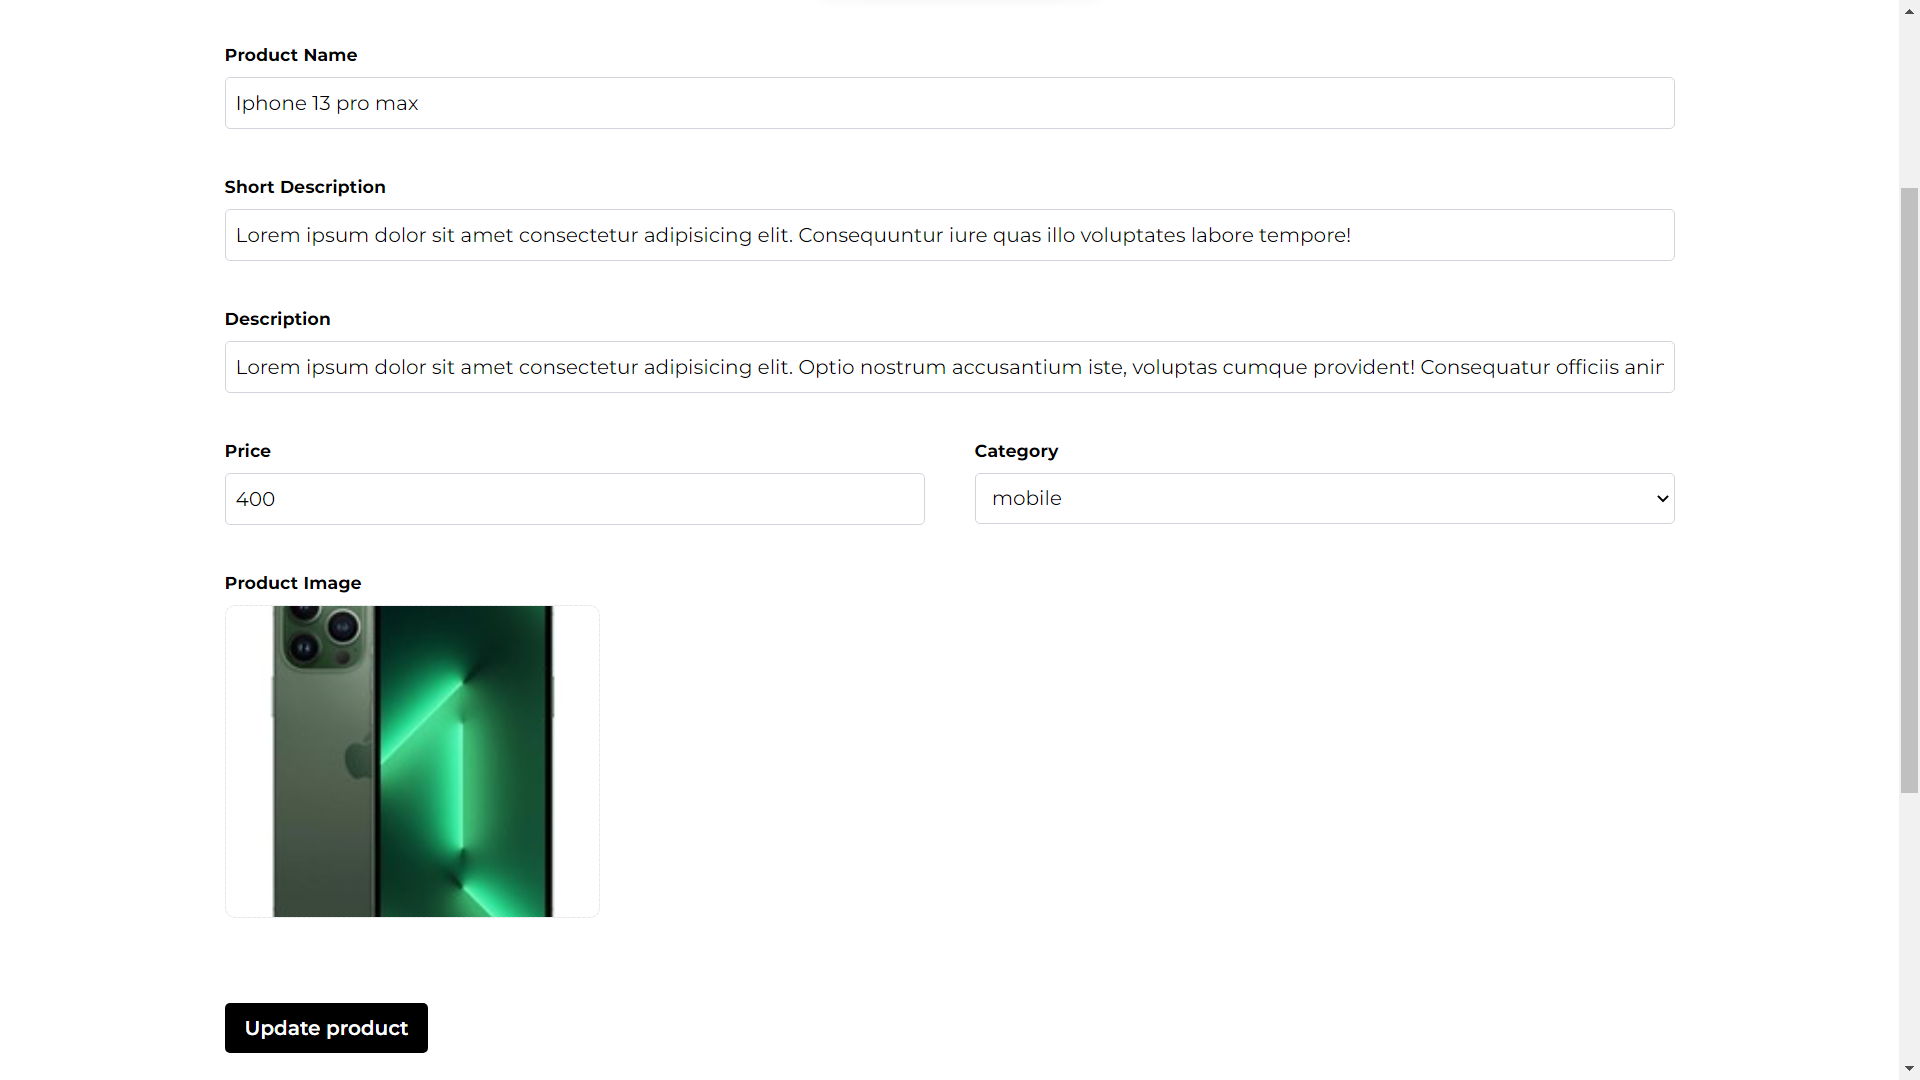 Product Name
Iphone 13 pro max
Short Description
Lorem ipsum dolor sit amet consectetur adipisicing elit. Consequuntur iure quas illo voluptates labore tempore!
Description
Lorem ipsum dolor sit amet consectetur adipisicing elit. Optio nostrum accusantium iste, voluptas cumque provident! Consequatur officiis
Price
Category
400
mobile
Product Image
Update product